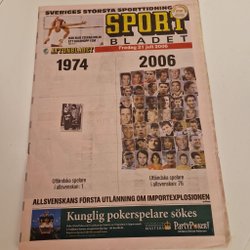 SVERIGES STÖRSTA SPORTTIDNING
SPORT
BLADET
AFTONBLADET
Fredag 21 juli 2006
1974
2006
Utländska spelare
i allsvenskan: 1
Utländska spelare
i allsvenskan: 75
ALLSVENSKANS FÖRSTA UTLÄNNING OM IMPORTEXPLOSIONEN
Kunglig pokerspelare sökes
PartyPoker!